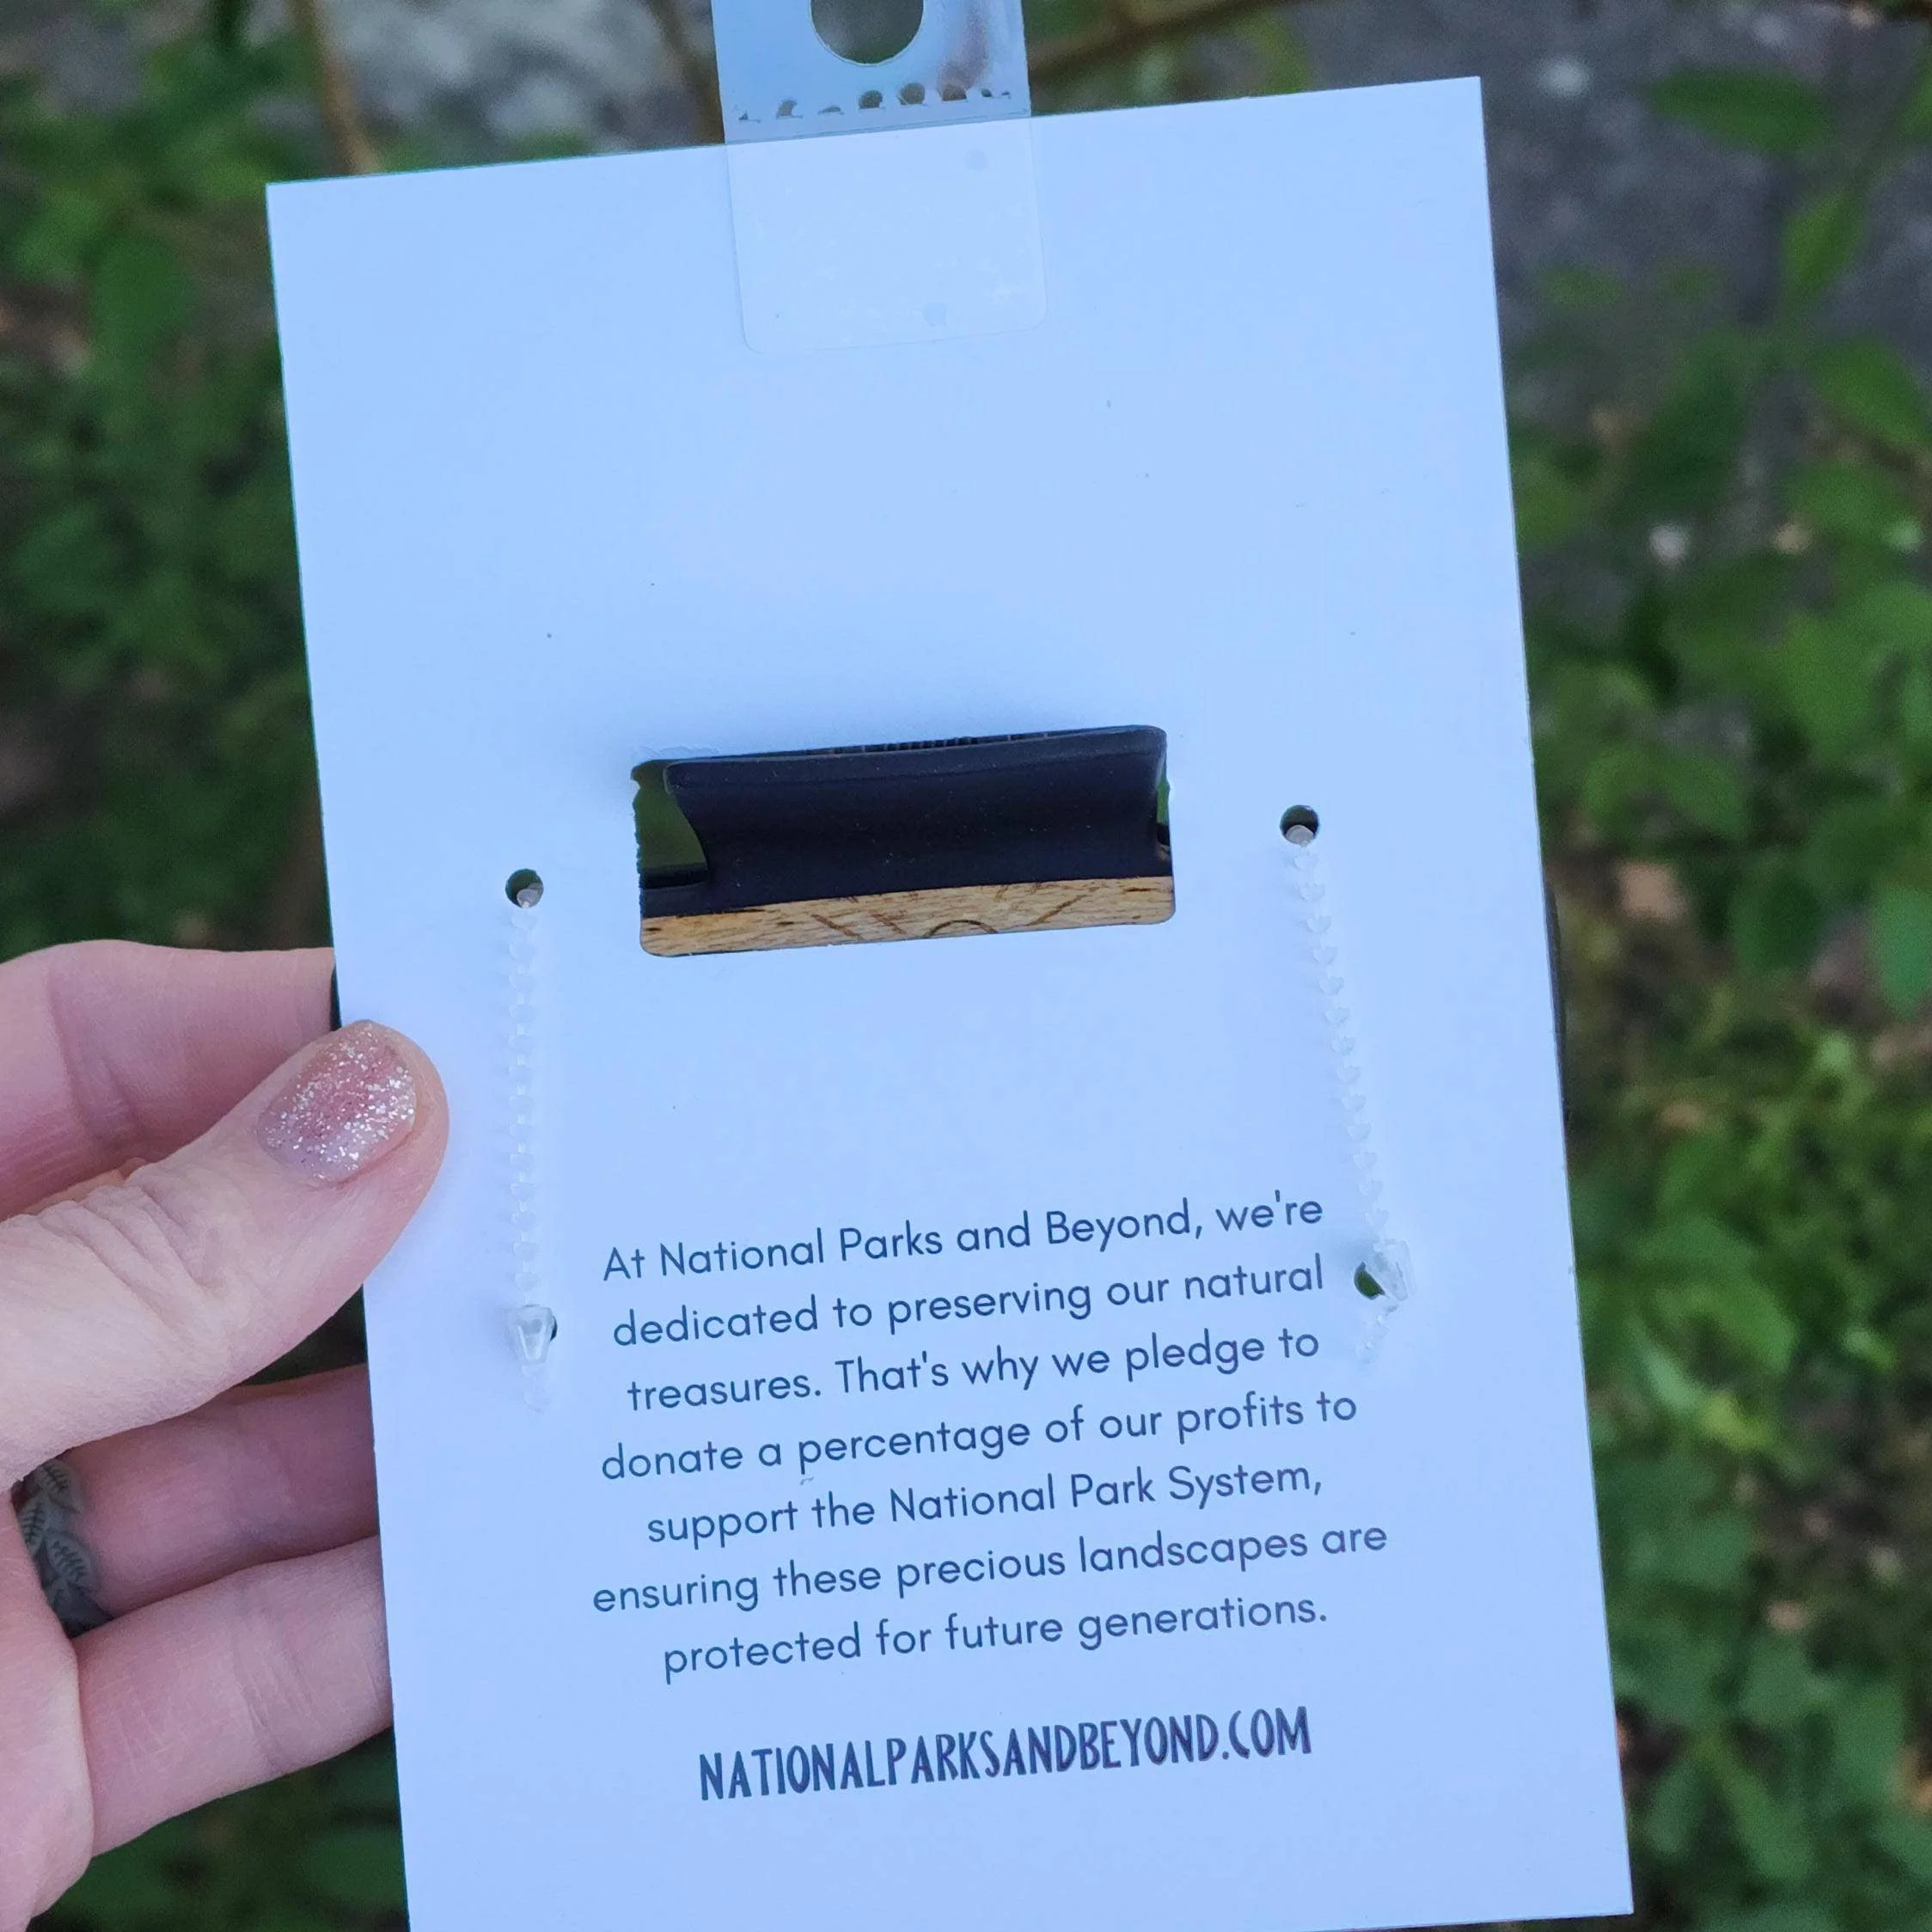 At National Parks and Beyond, we're
dedicated to preserving our natural
treasures. That's why we pledge to
donate a percentage of our profits to
support the National Park System,
ensuring these precious landscapes are
protected for future generations.
NATIONALPARKSANDBEYOND.COM